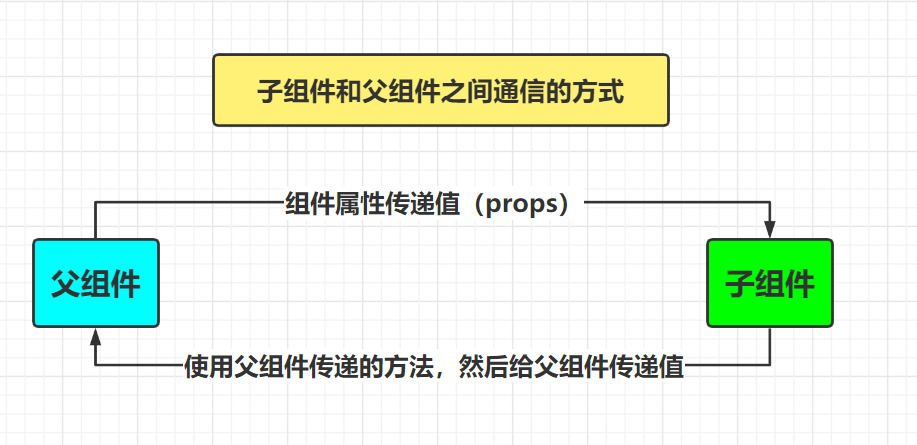 子组件和父组件之间通信的方式
组件属性传递值（props）
父组件
子组件
使用父组件传递的方法，然后给父组件传递值